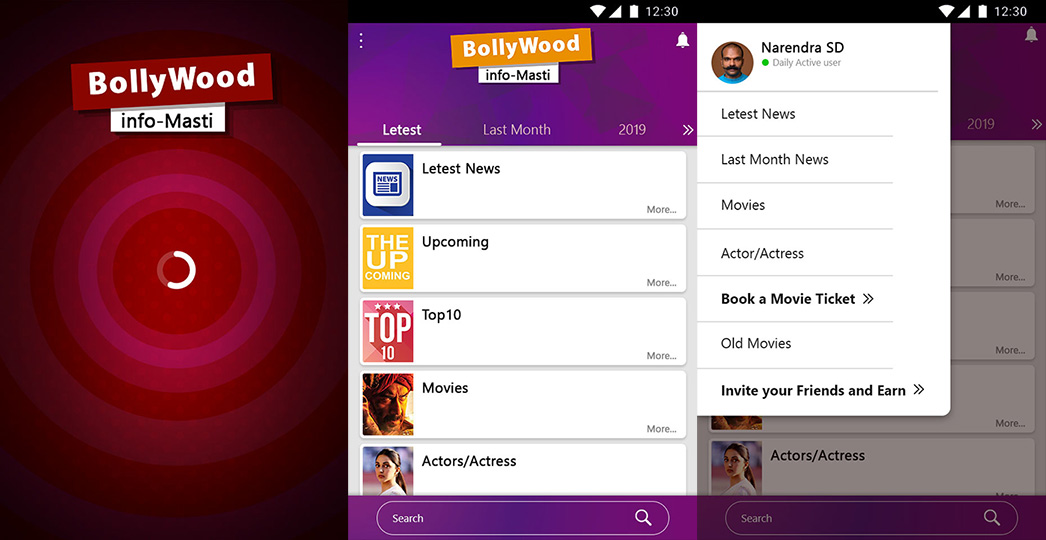 BollyWood
info-Masti
12:30
BollyWood
info-Masti
Letest Last Month 2019
NEWS
Letest News
More...
THE
UP
COMING
Upcoming
More...
TOP
10
Top10
More...
Movies
More...
Actors/Actress
Search
12:30
Narendra SD
Daily Active user
Letest News
Last Month News
Movies
Actor/Actress
Book a Movie Ticket
Old Movies
Invite your Friends and Earn
2019
More...
More...
More...
More...
Actors/Actress
Search